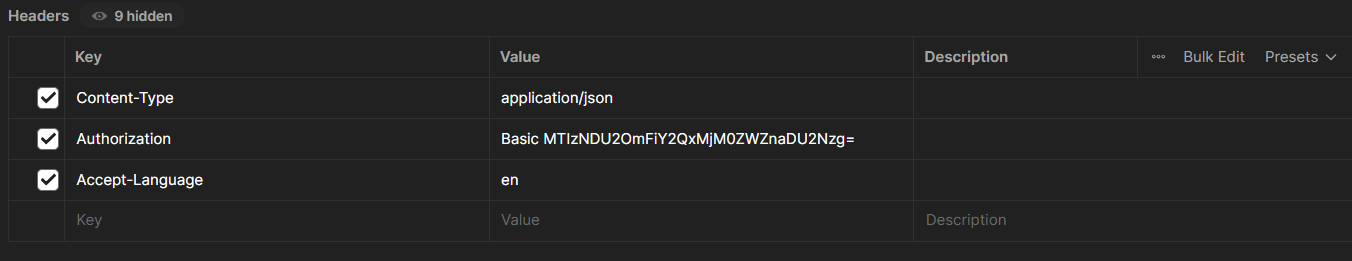 Headers 9 hidden
Key Value Description Bulk Edit Presets
Content-Type application/json
Authorization Basic MTIzNDU2OmFiY2QxMjM0ZWZnaDU2Nzg=
Accept-Language en
Key Value Description